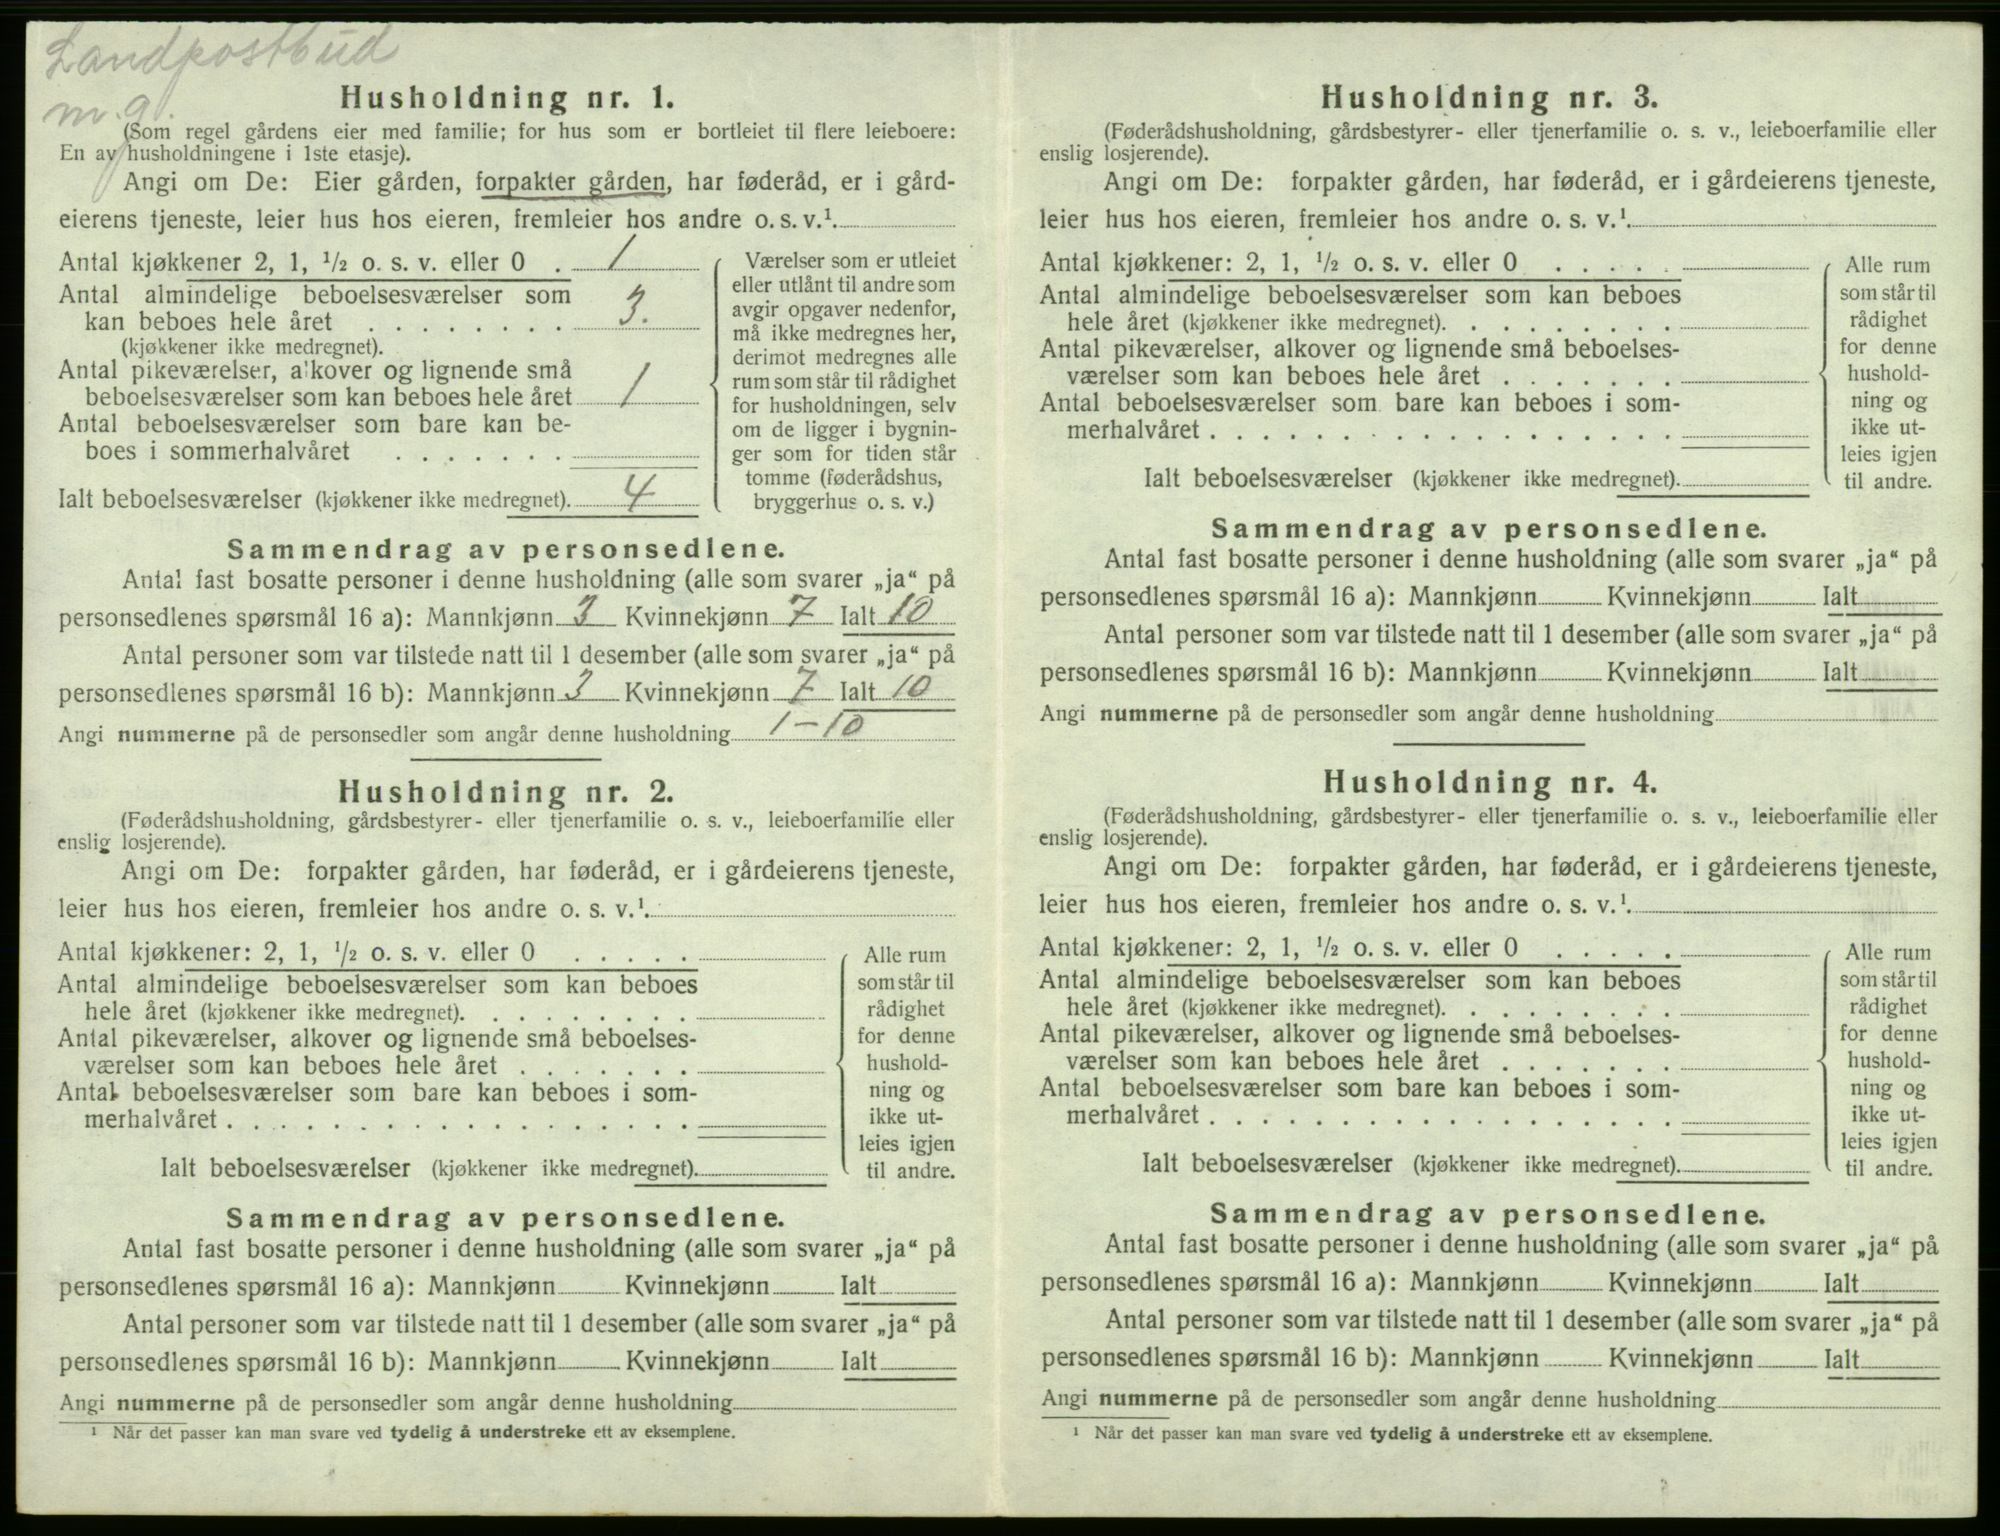 Landpostbud
m.g.
Husholdning nr. 1.
(Som regel gårdens eier med familie; for hus som er bortleiet til flere leieboere:
En av husholdningene i 1ste etasje).
Angi om De: Eier gården, forpakter gården, har føderåd, er i gård-
eierens tjeneste, leier hus hos eieren, fremleier hos andre o. s. v.¹
Antal kjøkkener 2, 1, ½ o. s. v. eller 0 . 1
Antal almindelige beboelsesværelser som
kan beboes hele året . . . . . . . . 3.
(kjøkkener ikke medregnet).
Antal pikeværelser, alkover og lignende små
beboelsesværelser som kan beboes hele året 1
Antal beboelsesværelser som bare kan be-
boes i sommerhalvåret . . . . . . .
Ialt beboelsesværelser (kjøkkener ikke medregnet). 4
Værelser som er utleiet
eller utlånt til andre som
avgir opgaver nedenfor,
må ikke medregnes her,
derimot medregnes alle
rum som står til rådighet
for husholdningen, selv
om de ligger i bygnin-
ger som for tiden står
tomme (føderådshus,
bryggerhus o. s. v.)
Sammendrag av personsedlene.
Antal fast bosatte personer i denne husholdning (alle som svarer „ja“ på
personsedlenes spørsmål 16 a): Mannkjønn 3 Kvinnekjønn 7 Ialt 10
Antal personer som var tilstede natt til 1 desember (alle som svarer „ja“ på
personsedlenes spørsmål 16 b): Mannkjønn 3 Kvinnekjønn 7 Ialt 10
Angi nummerne på de personsedler som angår denne husholdning 1-10
Husholdning nr. 2.
(Føderådshusholdning, gårdsbestyrer- eller tjenerfamilie o. s. v., leieboerfamilie eller
enslig losjerende).
Angi om De: forpakter gården, har føderåd, er i gårdeierens tjeneste,
leier hus hos eieren, fremleier hos andre o. s. v.¹
Antal kjøkkener: 2, 1, ½ o. s. v. eller 0 . . . . .
Antal almindelige beboelsesværelser som kan beboes
hele året (kjøkkener ikke medregnet). . . . . . . . .
Antal pikeværelser, alkover og lignende små beboelses-
værelser som kan beboes hele året . . . . . . .
Antal beboelsesværelser som bare kan beboes i som-
merhalvåret . . . . . . . . . . . . . . . . . .
Ialt beboelsesværelser (kjøkkener ikke medregnet).
Alle rum
som står til
rådighet
for denne
hushold-
ning og
ikke ut-
leies igjen
til andre.
Sammendrag av personsedlene.
Antal fast bosatte personer i denne husholdning (alle som svarer „ja“ på
personsedlenes spørsmål 16 a): Mannkjønn Kvinnekjønn Ialt
Antal personer som var tilstede natt til 1 desember (alle som svarer „ja“ på
personsedlenes spørsmål 16 b): Mannkjønn Kvinnekjønn Ialt
Angi nummerne på de personsedler som angår denne husholdning
¹ Når det passer kan man svare ved tydelig å understreke ett av eksemplene.
Husholdning nr. 3.
(Føderådshusholdning, gårdsbestyrer- eller tjenerfamilie o. s. v., leieboerfamilie eller
enslig losjerende).
Angi om De: forpakter gården, har føderåd, er i gårdeierens tjeneste,
leier hus hos eieren, fremleier hos andre o. s. v.¹
Antal kjøkkener: 2, 1, ½ o. s. v. eller 0 . . . . .
Antal almindelige beboelsesværelser som kan beboes
hele året (kjøkkener ikke medregnet). . . . . . . . .
Antal pikeværelser, alkover og lignende små beboelses-
værelser som kan beboes hele året . . . . . . .
Antal beboelsesværelser som bare kan beboes i som-
merhalvåret . . . . . . . . . . . . . . . . . .
Ialt beboelsesværelser (kjøkkener ikke medregnet).
Alle rum
som står til
rådighet
for denne
hushold-
ning og
ikke ut-
leies igjen
til andre.
Sammendrag av personsedlene.
Antal fast bosatte personer i denne husholdning (alle som svarer „ja“ på
personsedlenes spørsmål 16 a): Mannkjønn Kvinnekjønn Ialt
Antal personer som var tilstede natt til 1 desember (alle som svarer „ja“ på
personsedlenes spørsmål 16 b): Mannkjønn Kvinnekjønn Ialt
Angi nummerne på de personsedler som angår denne husholdning
Husholdning nr. 4.
(Føderådshusholdning, gårdsbestyrer- eller tjenerfamilie o. s. v., leieboerfamilie eller
enslig losjerende).
Angi om De: forpakter gården, har føderåd, er i gårdeierens tjeneste,
leier hus hos eieren, fremleier hos andre o. s. v.¹
Antal kjøkkener: 2, 1, ½ o. s. v. eller 0 . . . . .
Antal almindelige beboelsesværelser som kan beboes
hele året (kjøkkener ikke medregnet). . . . . . . . .
Antal pikeværelser, alkover og lignende små beboelses-
værelser som kan beboes hele året . . . . . . .
Antal beboelsesværelser som bare kan beboes i som-
merhalvåret . . . . . . . . . . . . . . . . . .
Ialt beboelsesværelser (kjøkkener ikke medregnet).
Alle rum
som står til
rådighet
for denne
hushold-
ning og
ikke ut-
leies igjen
til andre.
Sammendrag av personsedlene.
Antal fast bosatte personer i denne husholdning (alle som svarer „ja“ på
personsedlenes spørsmål 16 a): Mannkjønn Kvinnekjønn Ialt
Antal personer som var tilstede natt til 1 desember (alle som svarer „ja“ på
personsedlenes spørsmål 16 b): Mannkjønn Kvinnekjønn Ialt
Angi nummerne på de personsedler som angår denne husholdning
¹ Når det passer kan man svare ved tydelig å understreke ett av eksemplene.